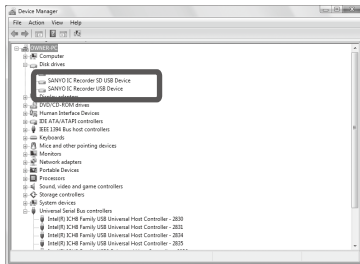 Device Manager
File Action View Help
OWNER-PC
Computer
Disk drives
SANYO IC Recorder SD USB Device
SANYO IC Recorder USB Device
Display adapters
DVD/CD-ROM drives
Human Interface Devices
IDE ATA/ATAPI controllers
IEEE 1394 Bus host controllers
Keyboards
Mice and other pointing devices
Monitors
Network adapters
Portable Devices
Processors
Sound, video and game controllers
Storage controllers
System devices
Universal Serial Bus controllers
Intel(R) ICH8 Family USB Universal Host Controller - 2830
Intel(R) ICH8 Family USB Universal Host Controller - 2831
Intel(R) ICH8 Family USB Universal Host Controller - 2834
Intel(R) ICH8 Family USB Universal Host Controller - 2835